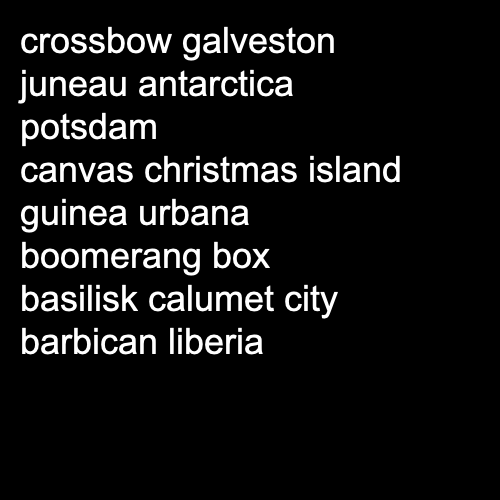 crossbow galveston
juneau antarctica
potsdam
canvas christmas island
guinea urbana
boomerang box
basilisk calumet city
barbican liberia